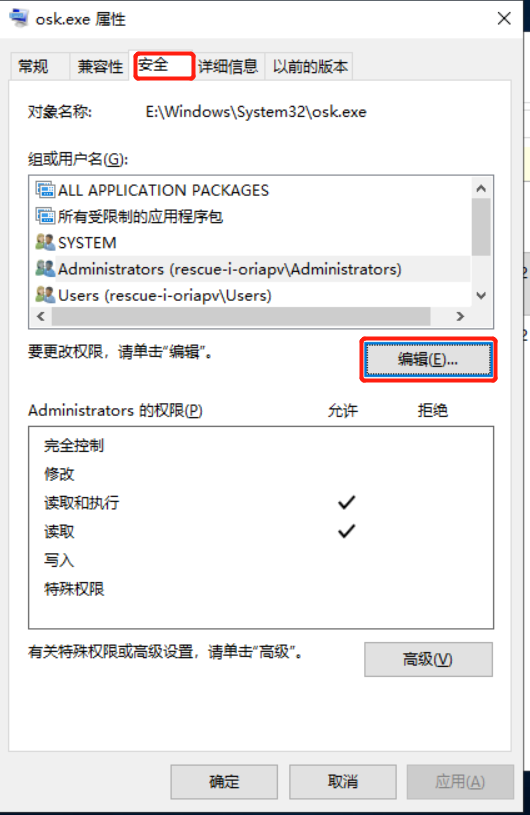 osk.exe 属性
常规 兼容性 安全 详细信息 以前的版本
对象名称: E:\Windows\System32\osk.exe
组或用户名(G):
ALL APPLICATION PACKAGES
所有受限制的应用程序包
SYSTEM
Administrators (rescue-i-oriapv\Administrators)
Users (rescue-i-oriapv\Users)
要更改权限，请单击“编辑”。 编辑(E)...
Administrators 的权限(P) 允许 拒绝
完全控制
修改
读取和执行
读取
写入
特殊权限
有关特殊权限或高级设置，请单击“高级”。 高级(V)
确定 取消 应用(A)